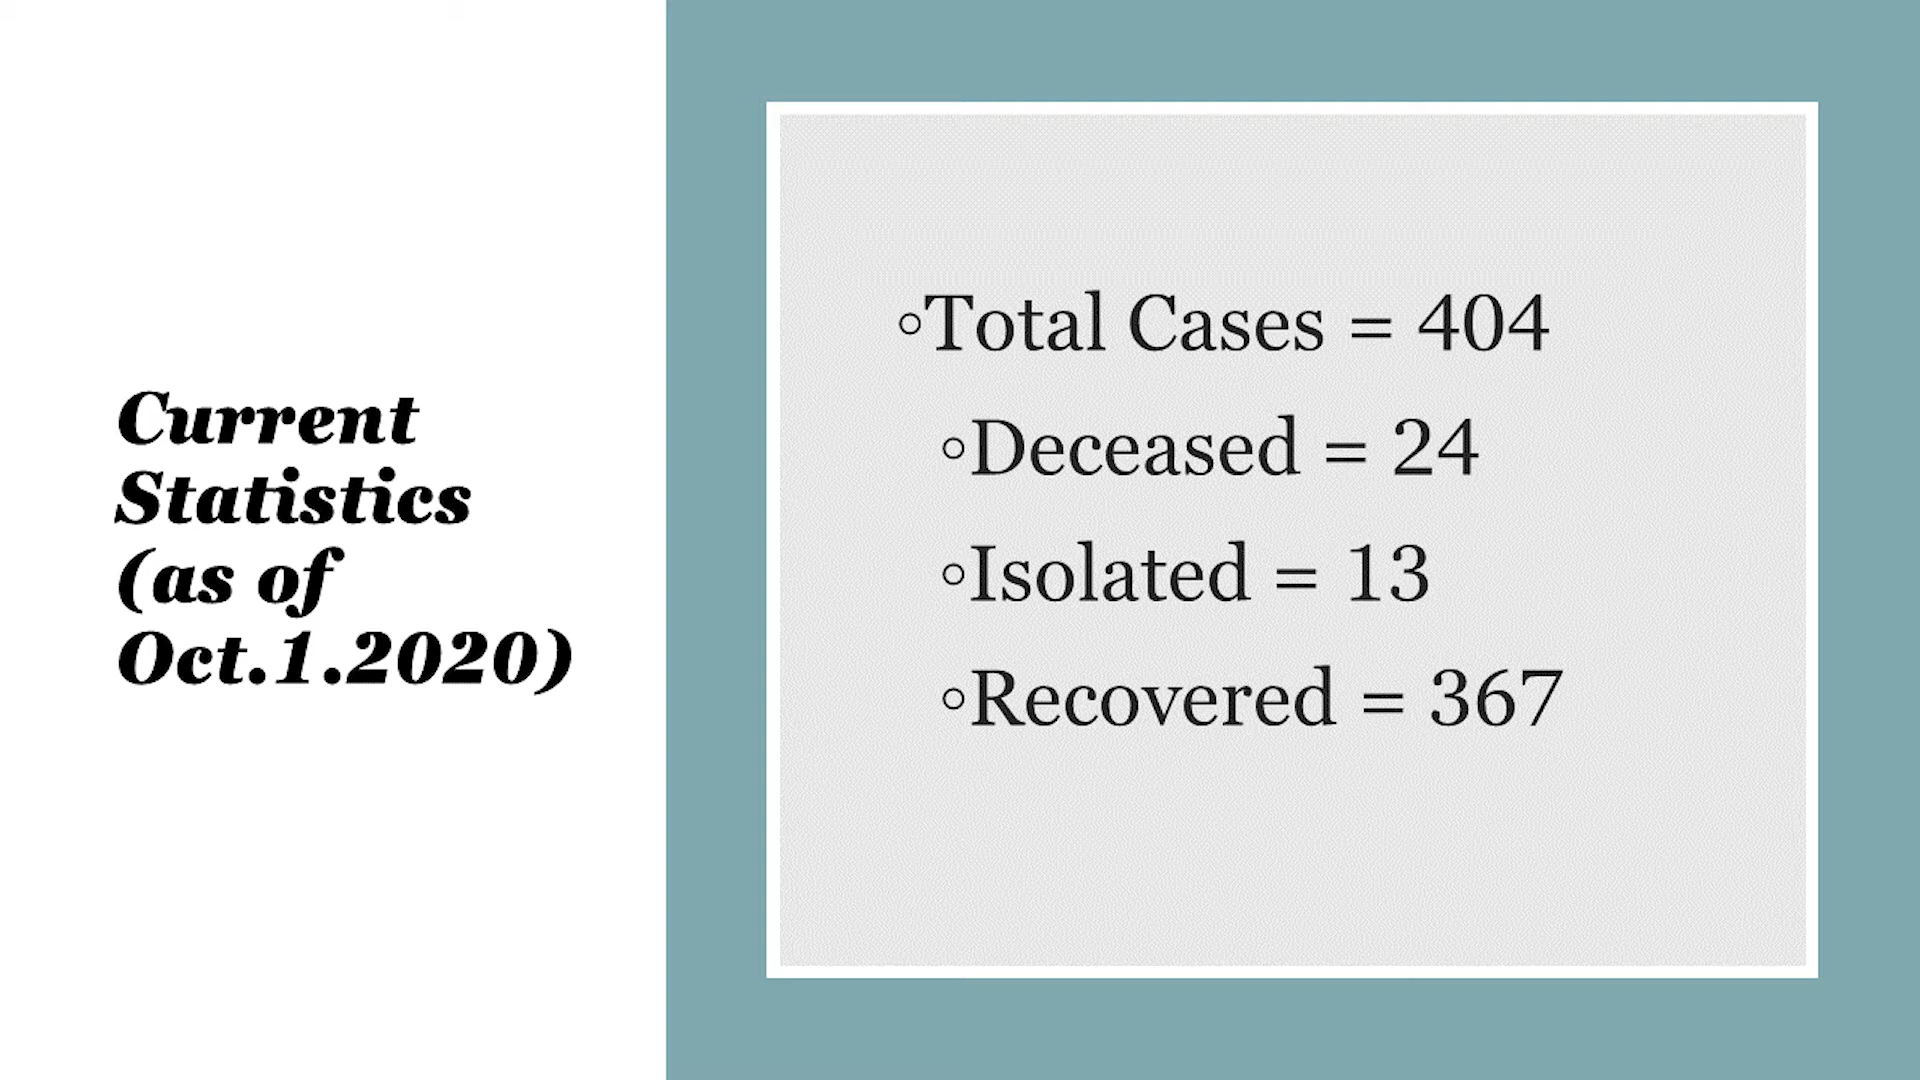 Current
Statistics
(as of
Oct.1.2020)
◦Total Cases = 404
◦Deceased = 24
◦Isolated = 13
◦Recovered = 367